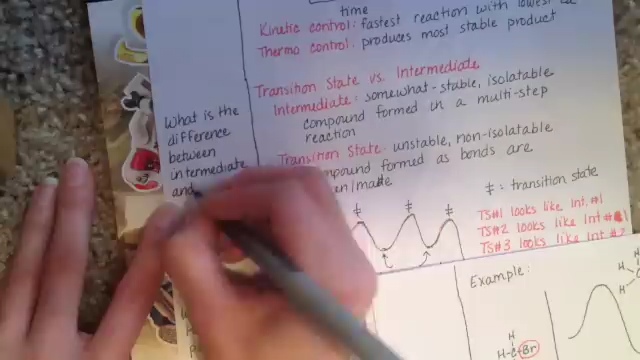 time
Kinetic control: fastest reaction with lowest
Thermo control: produces most stable product
Transition State vs. Intermediate
Intermediate: somewhat-stable, isolatable
compound formed in a multi-step
reaction
Transition State: unstable, non-isolatable
compound formed as bonds are
‡ = transition state
‡ ‡ ‡
TS#1 looks like Int. #1
TS#2 looks like Int #1
TS#3 looks like Int #2
What is the
difference
between
intermediate
and
Example:
H
H-C-Br
H
H
C
H